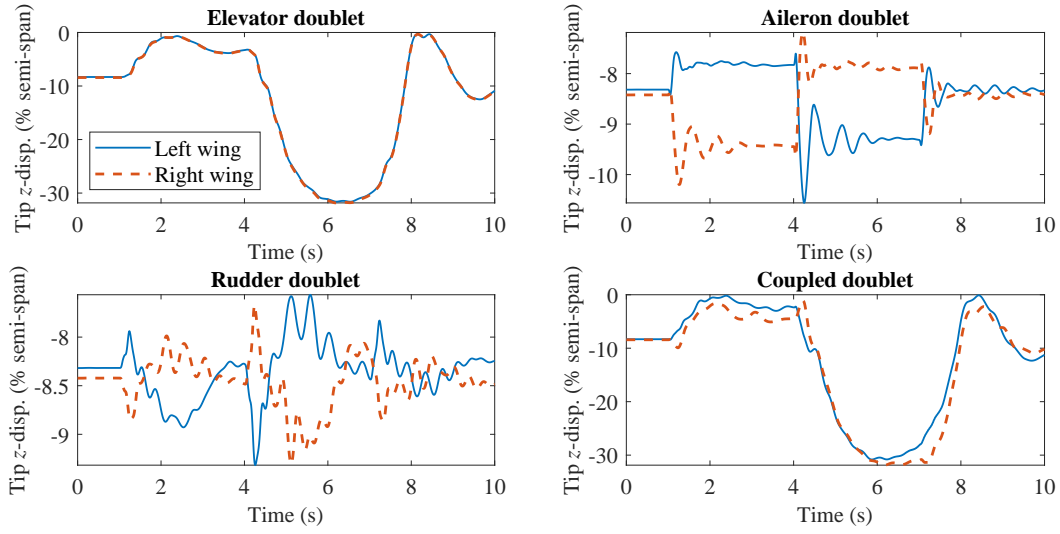 Elevator doublet
Tip z-disp. (% semi-span)
0
-10
-20
-30
Left wing
Right wing
0 2 4 6 8 10
Time (s)
Aileron doublet
Tip z-disp. (% semi-span)
-8
-9
-10
0 2 4 6 8 10
Time (s)
Rudder doublet
Tip z-disp. (% semi-span)
-8
-8.5
-9
0 2 4 6 8 10
Time (s)
Coupled doublet
Tip z-disp. (% semi-span)
0
-10
-20
-30
0 2 4 6 8 10
Time (s)